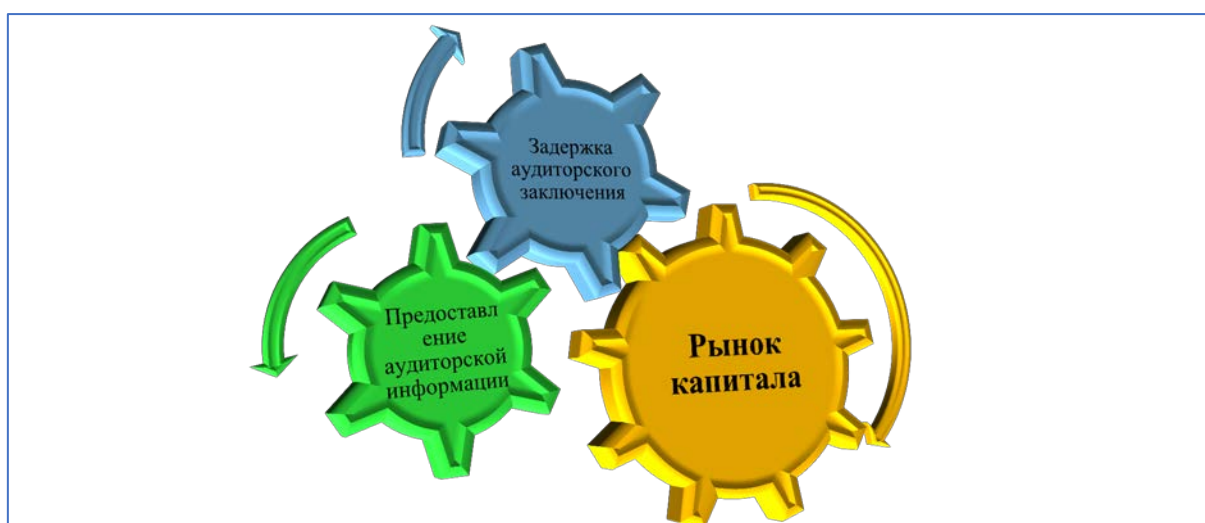 Задержка
аудиторского
заключения
Предоставл
ение
аудиторской
информации
Рынок
капитала